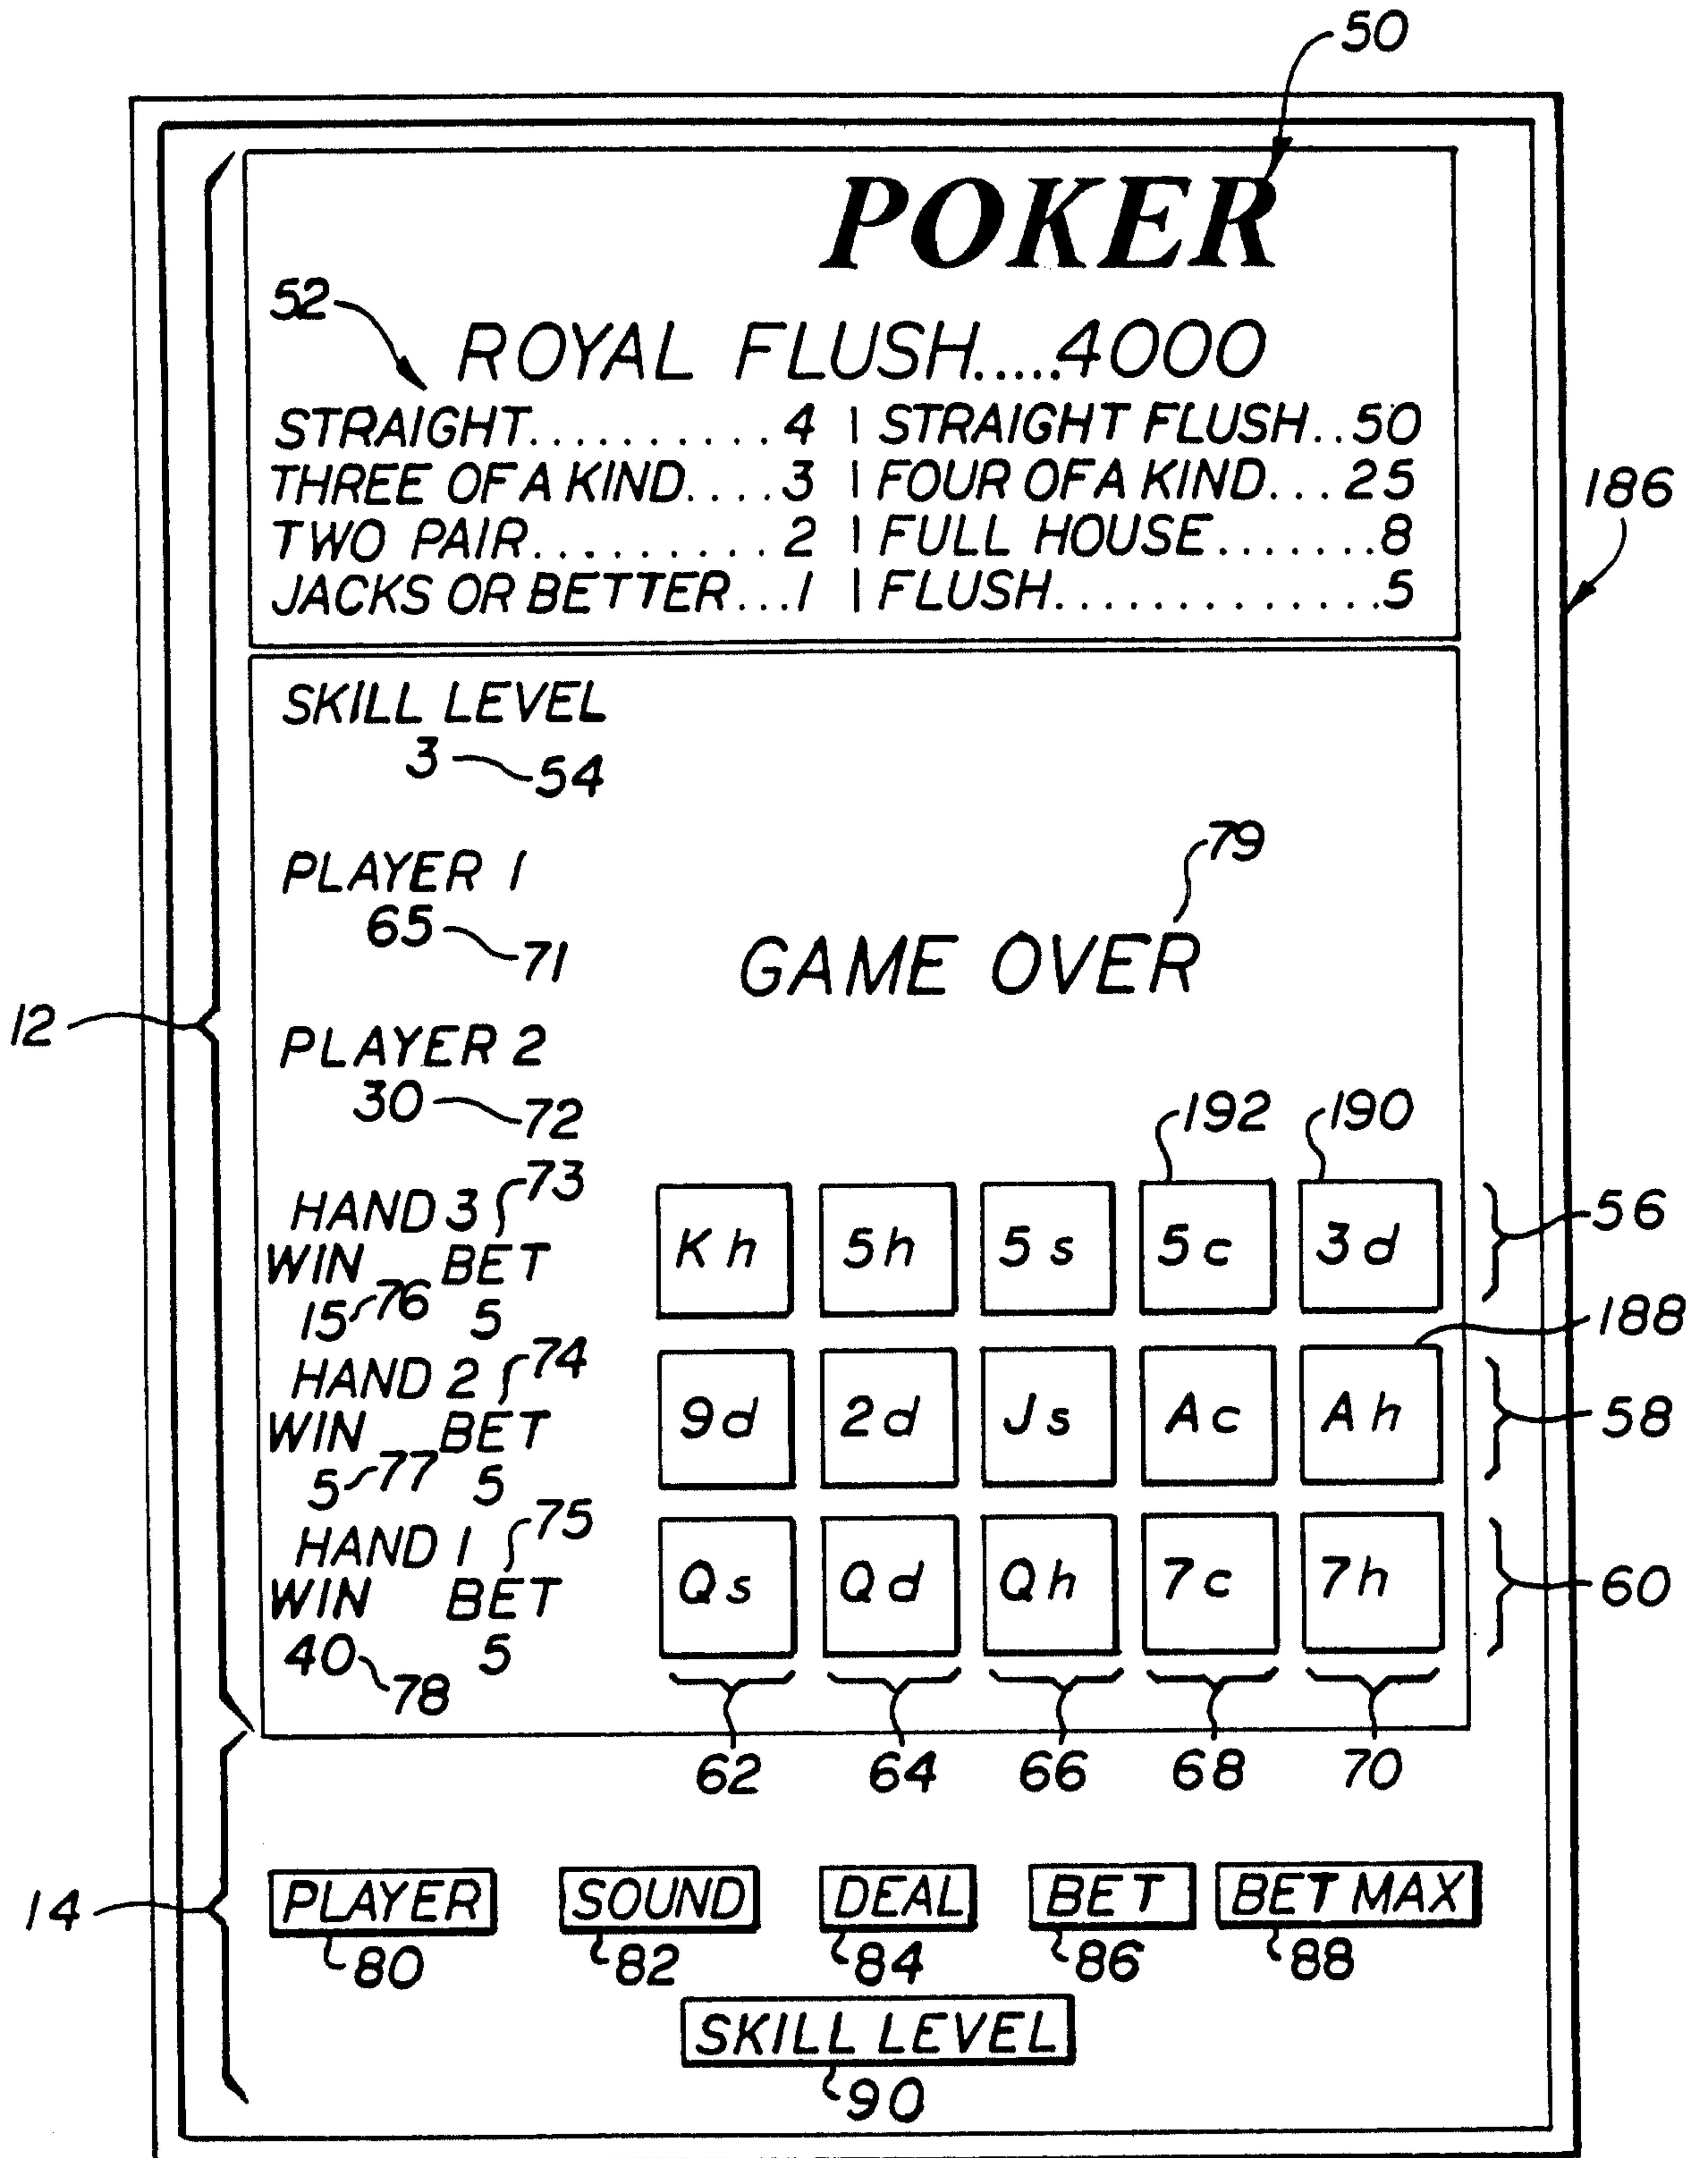 50
POKER
52
ROYAL FLUSH.....4000
STRAIGHT..........4 | STRAIGHT FLUSH..50
THREE OF A KIND....3 | FOUR OF A KIND...25
186
TWO PAIR.........2 | FULL HOUSE.......8
JACKS OR BETTER...1 | FLUSH.............5
SKILL LEVEL
3 54
79
PLAYER 1
65 71
GAME OVER
12
PLAYER 2
30 72
192 190
HAND 3 73
WIN BET
15 76 5
Kh 5h 5s 5c 3d
56
188
HAND 2 74
WIN BET
5 77 5
9d 2d Js Ac Ah
58
HAND 1 75
WIN BET
40 5
78
Qs Qd Qh 7c 7h
60
62 64 66 68 70
14
PLAYER SOUND DEAL BET BET MAX
80 82 84 86 88
SKILL LEVEL
90